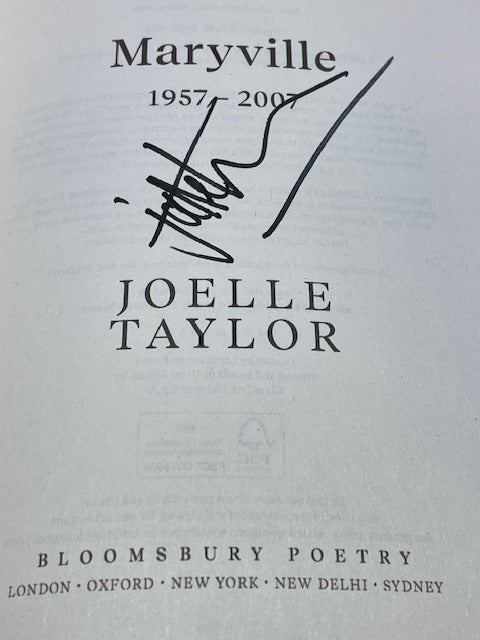 Maryville
1957 – 2007
JOELLE
TAYLOR
BLOOMSBURY POETRY
LONDON · OXFORD · NEW YORK · NEW DELHI · SYDNEY